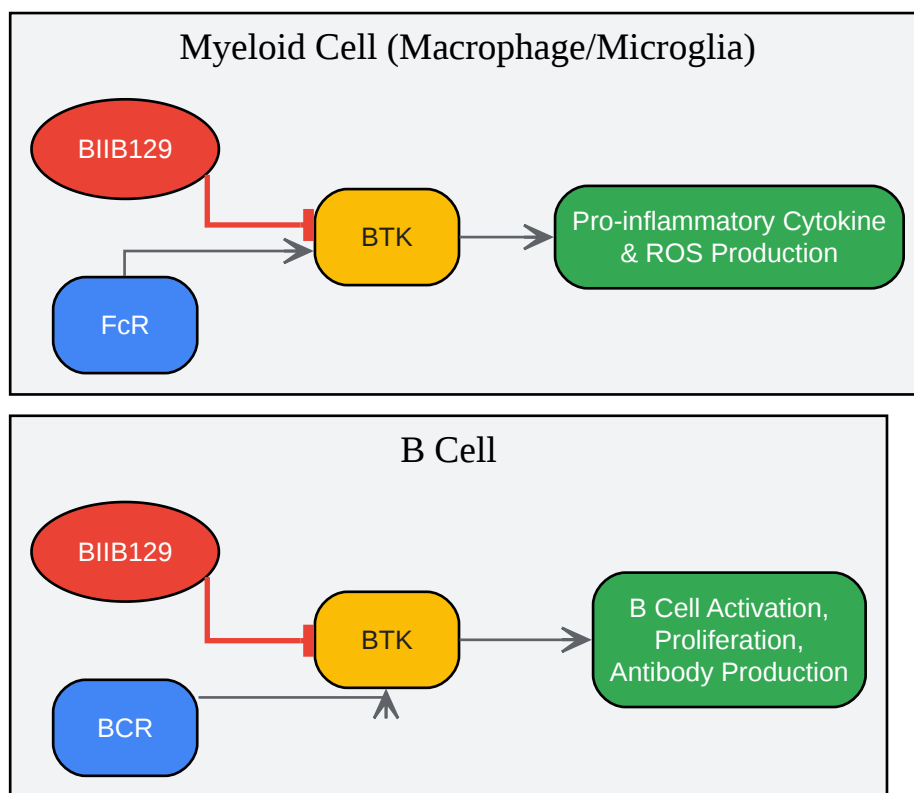 Myeloid Cell (Macrophage/Microglia)
BIIB129
BTK
Pro-inflammatory Cytokine
& ROS Production
FcR
B Cell
BIIB129
BTK
B Cell Activation,
Proliferation,
Antibody Production
BCR